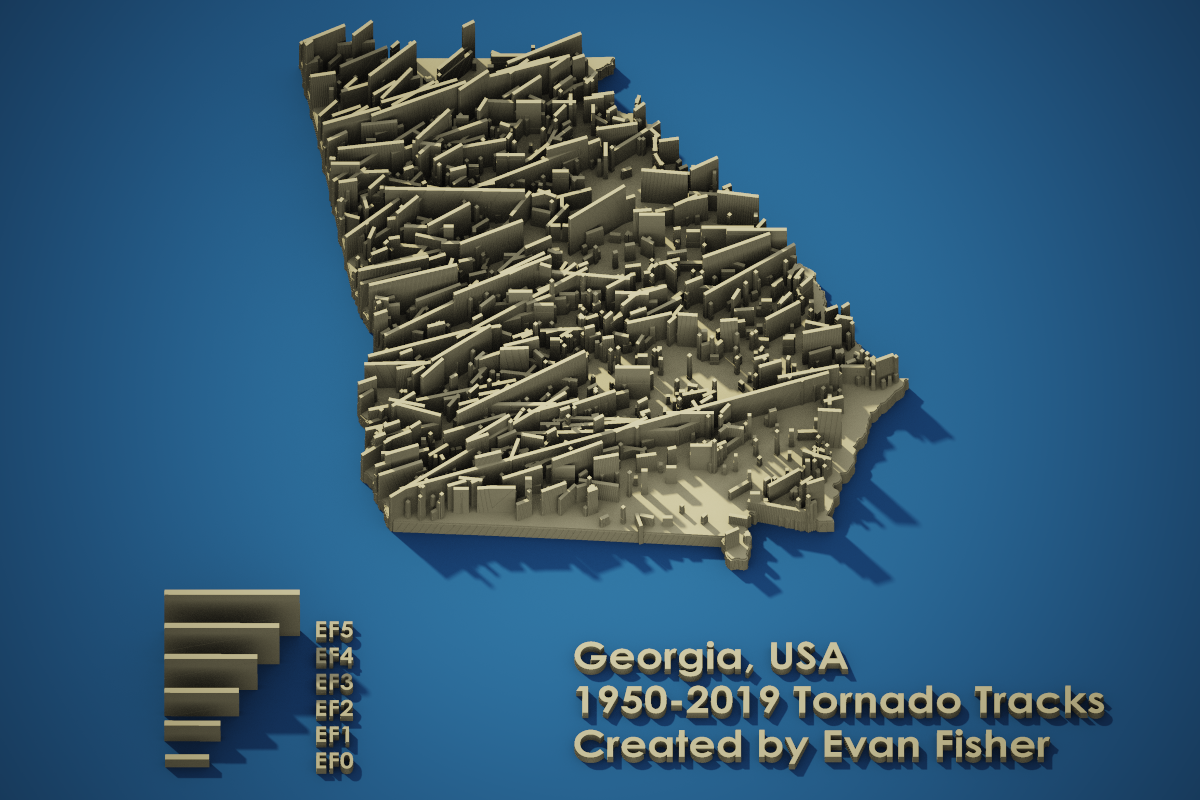 EF5
EF4
EF3
EF2
EF1
EF0
Georgia, USA
1950-2019 Tornado Tracks
Created by Evan Fisher